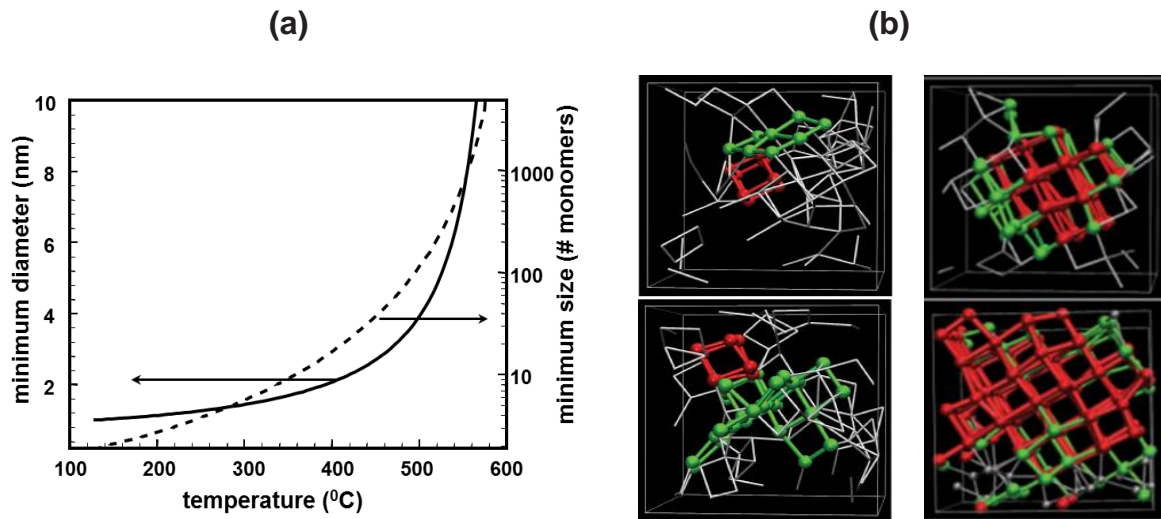 (a)
(b)
minimum diameter (nm)
10
8
6
4
2
1000
100
10
minimum size (# monomers)
100 200 300 400 500 600
temperature (⁰C)